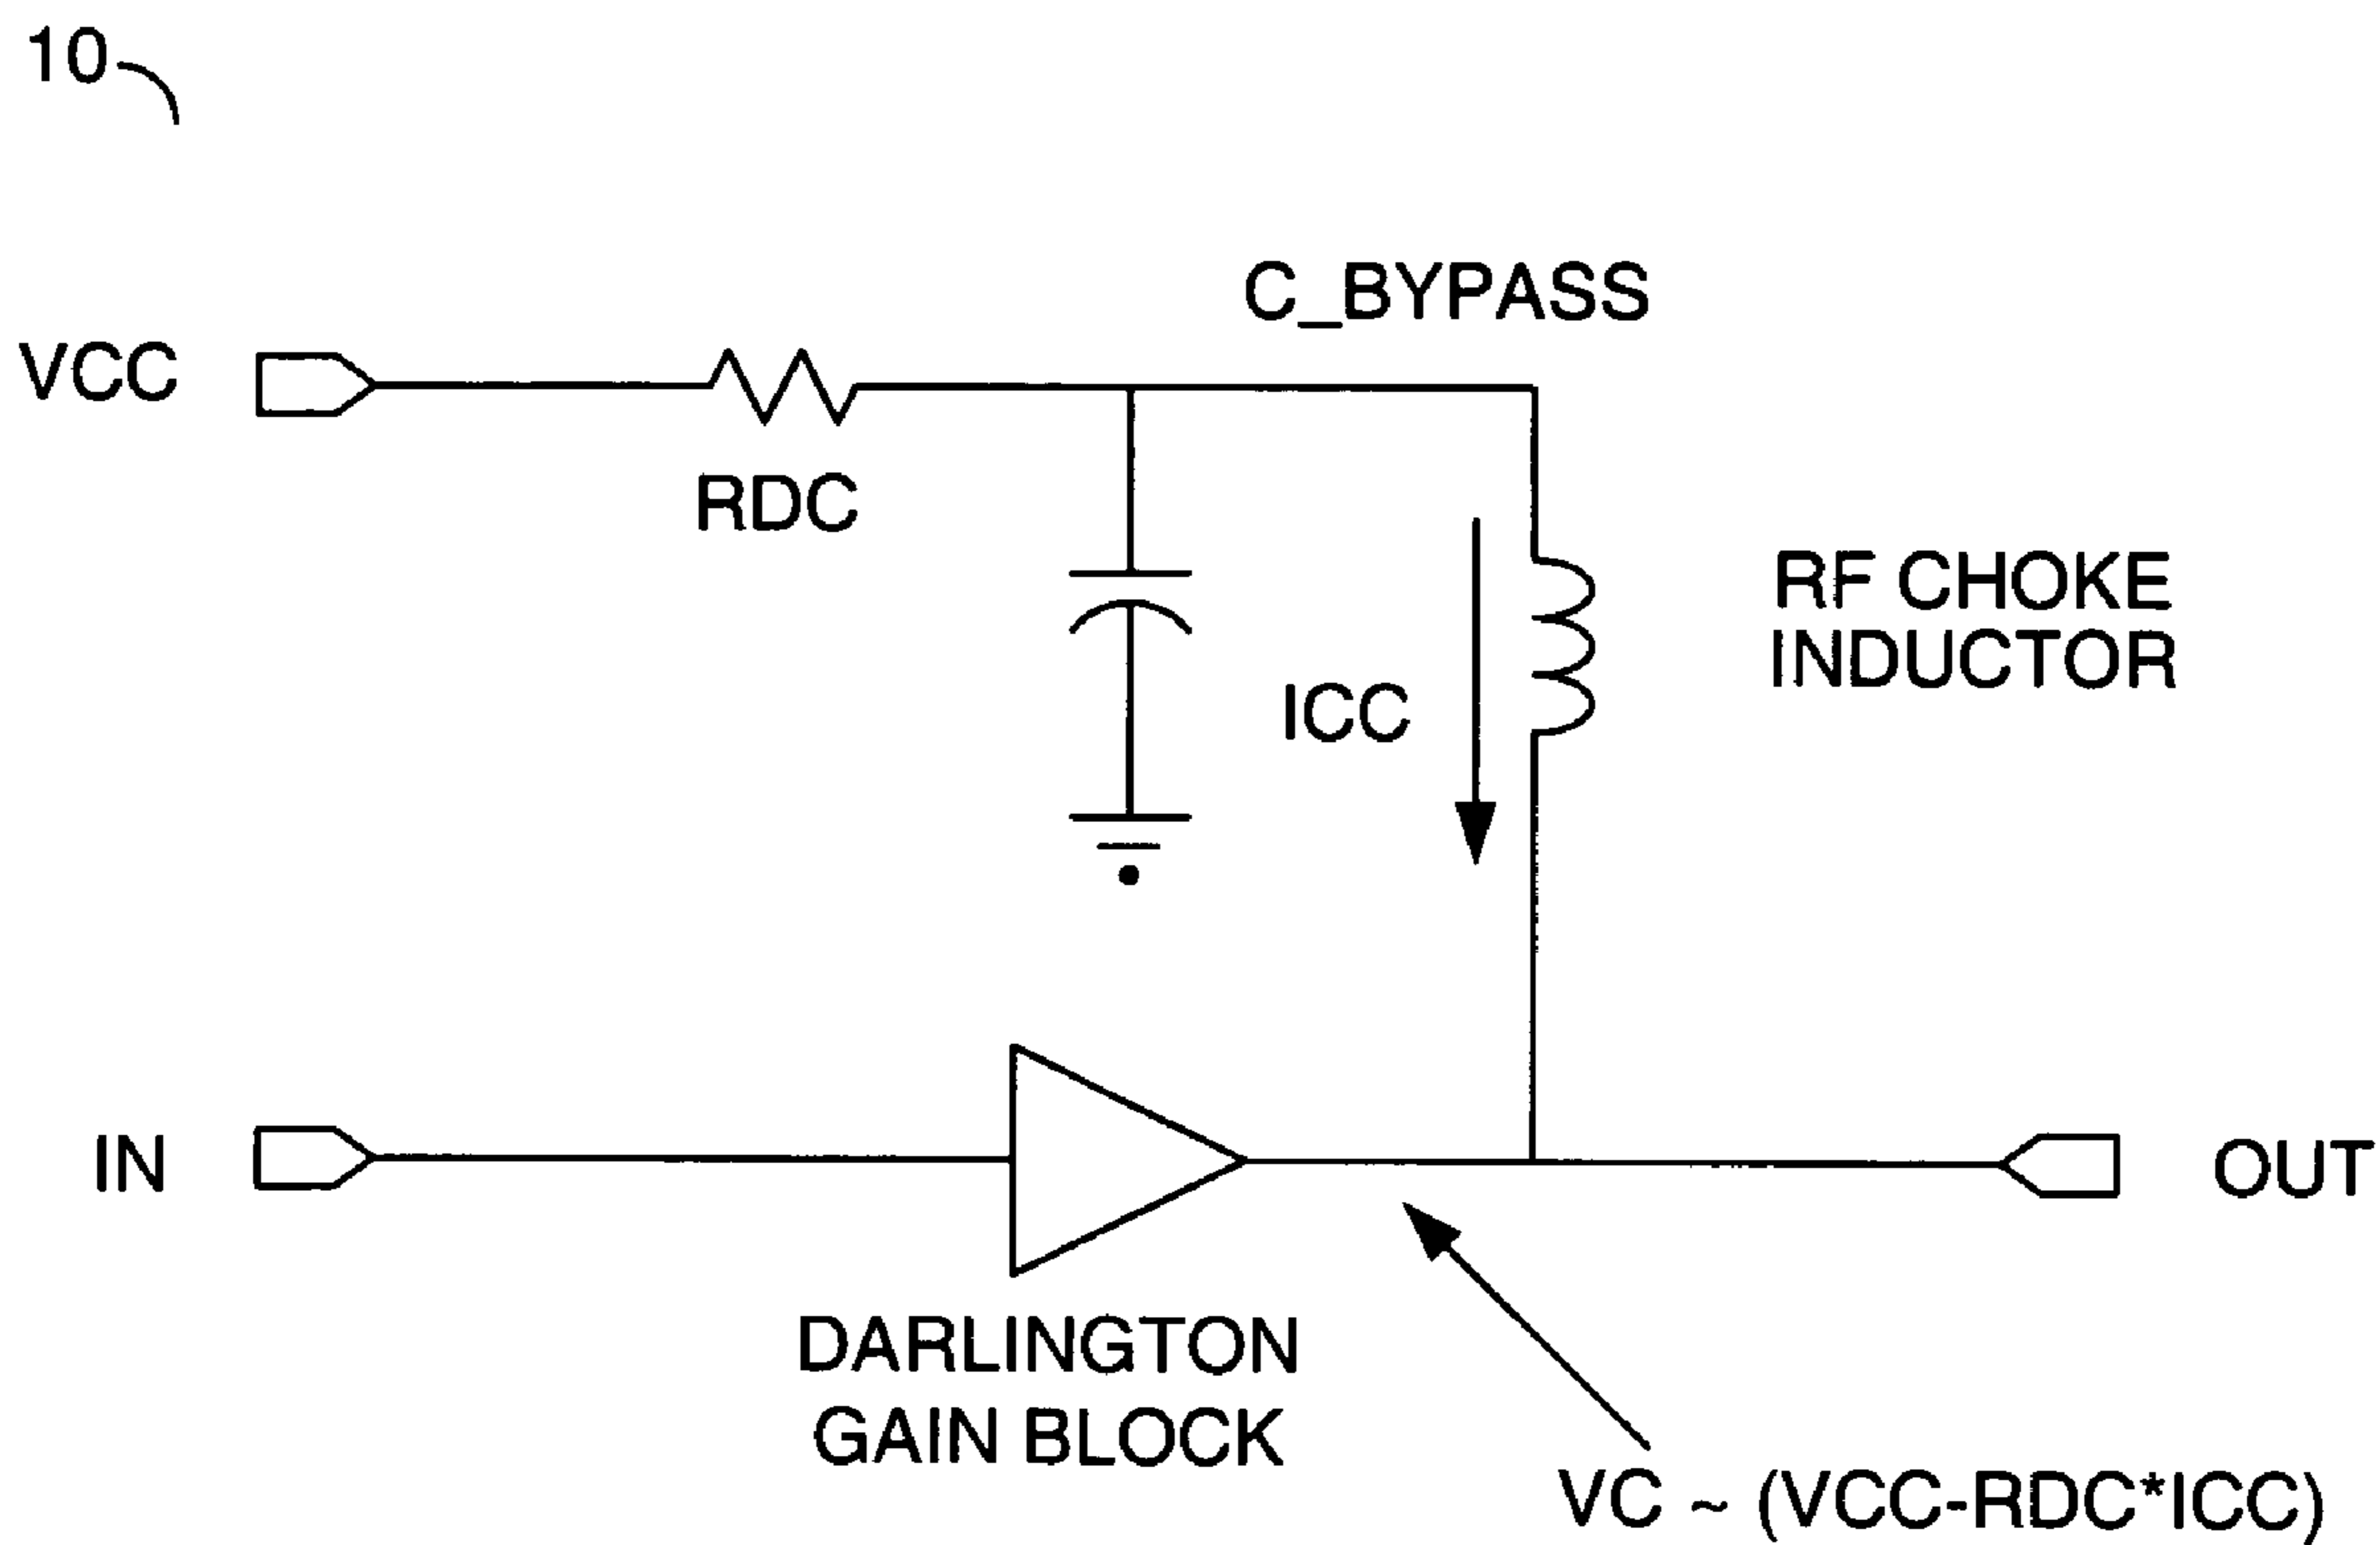 10
C_BYPASS
VCC
RDC
RF CHOKE
INDUCTOR
ICC
IN
OUT
DARLINGTON
GAIN BLOCK
VC ~ (VCC-RDC*ICC)